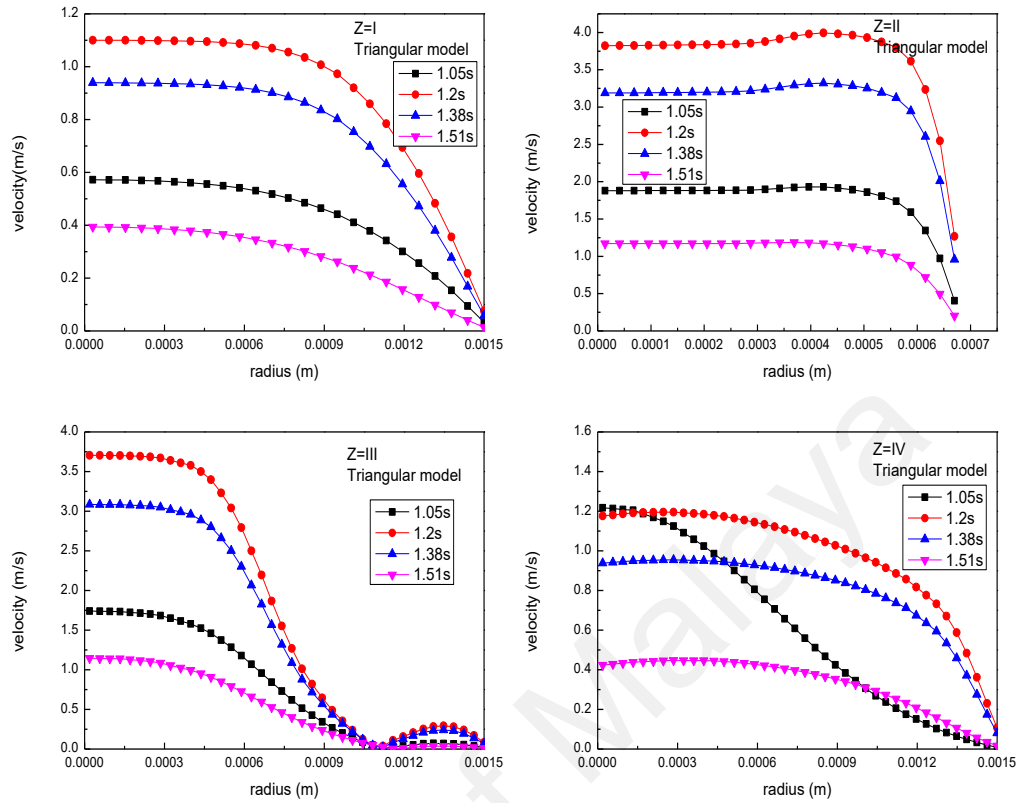 Z=I
Triangular model
1.05s
1.2s
1.38s
1.51s
1.2
1.0
0.8
0.6
0.4
0.2
0.0
velocity(m/s)
0.0000 0.0003 0.0006 0.0009 0.0012 0.0015
radius (m)
Z=II
Triangular model
1.05s
1.2s
1.38s
1.51s
4.0
3.5
3.0
2.5
2.0
1.5
1.0
0.5
0.0
velocity (m/s)
0.0000 0.0001 0.0002 0.0003 0.0004 0.0005 0.0006 0.0007
radius (m)
Z=III
Triangular model
1.05s
1.2s
1.38s
1.51s
4.0
3.5
3.0
2.5
2.0
1.5
1.0
0.5
0.0
velocity (m/s)
0.0000 0.0003 0.0006 0.0009 0.0012 0.0015
radius (m)
Z=IV
Triangular model
1.05s
1.2s
1.38s
1.51s
1.6
1.4
1.2
1.0
0.8
0.6
0.4
0.2
0.0
velocity (m/s)
0.0000 0.0003 0.0006 0.0009 0.0012 0.0015
radius (m)
f Malaya